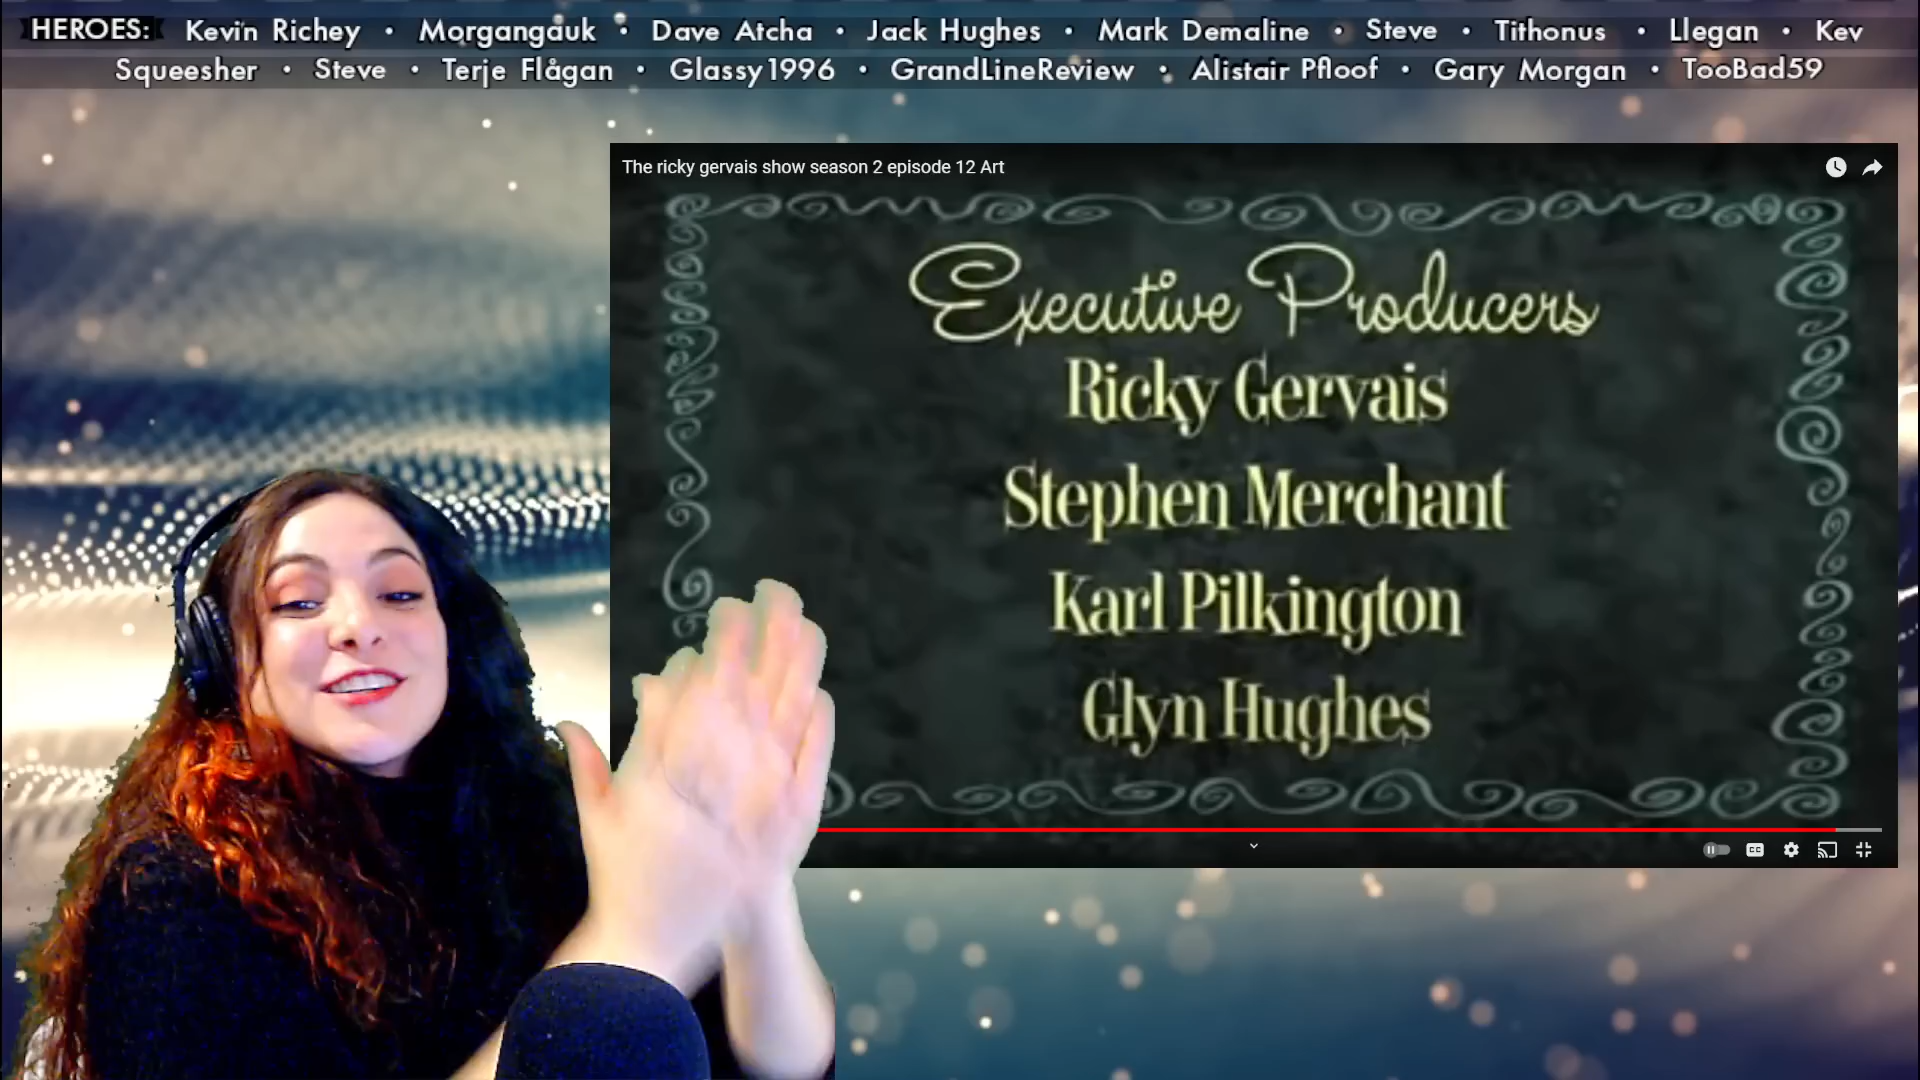 HEROES: Kevin Richey • Morgangauk • Dave Atcha • Jack Hughes • Mark Demaline • Steve • Tithonus • Llegan • Kev
Squeesher • Steve • Terje Flågan • Glassy1996 • GrandLineReview • Alistair Pfloof • Gary Morgan • TooBad59
The ricky gervais show season 2 episode 12 Art
Executive Producers
Ricky Gervais
Stephen Merchant
Karl Pilkington
Glyn Hughes
CC